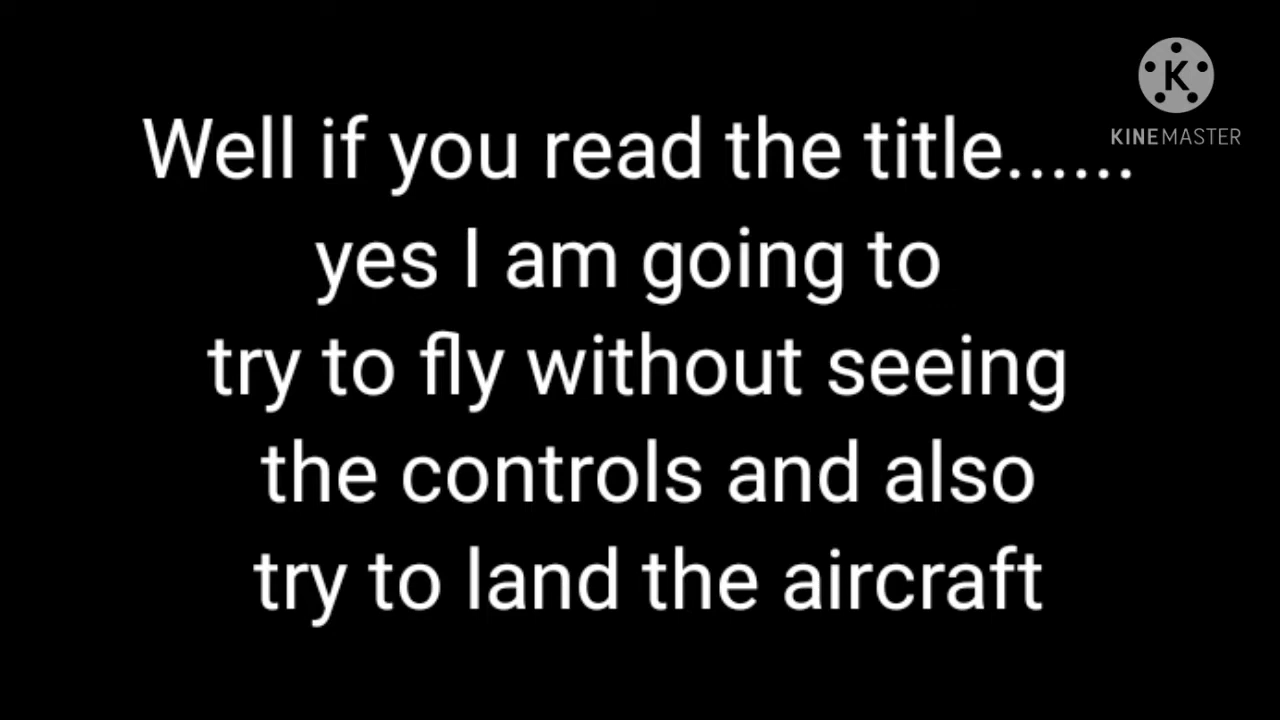 Well if you read the title......
yes I am going to
try to fly without seeing
the controls and also
try to land the aircraft
K
KINEMASTER